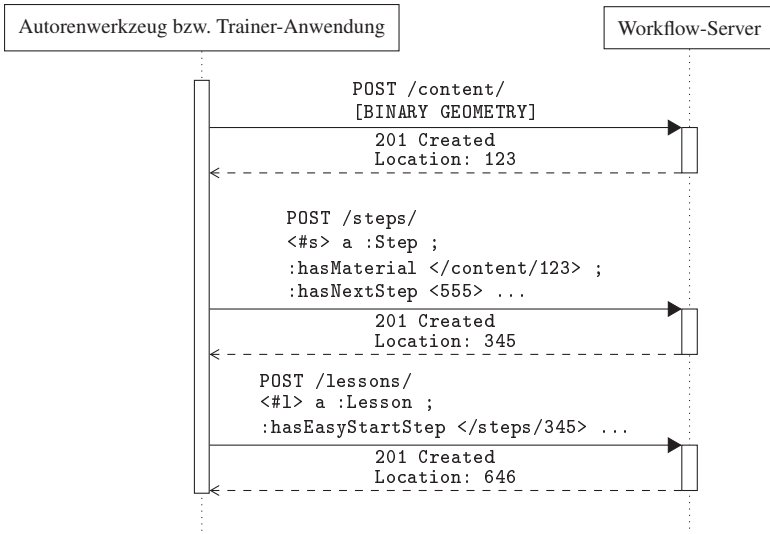 Autorenwerkzeug bzw. Trainer-Anwendung
Workflow-Server
POST /content/
[BINARY GEOMETRY]
201 Created
Location: 123
POST /steps/
<#s> a :Step ;
:hasMaterial </content/123> ;
:hasNextStep <555> ...
201 Created
Location: 345
POST /lessons/
<#l> a :Lesson ;
:hasEasyStartStep </steps/345> ...
201 Created
Location: 646